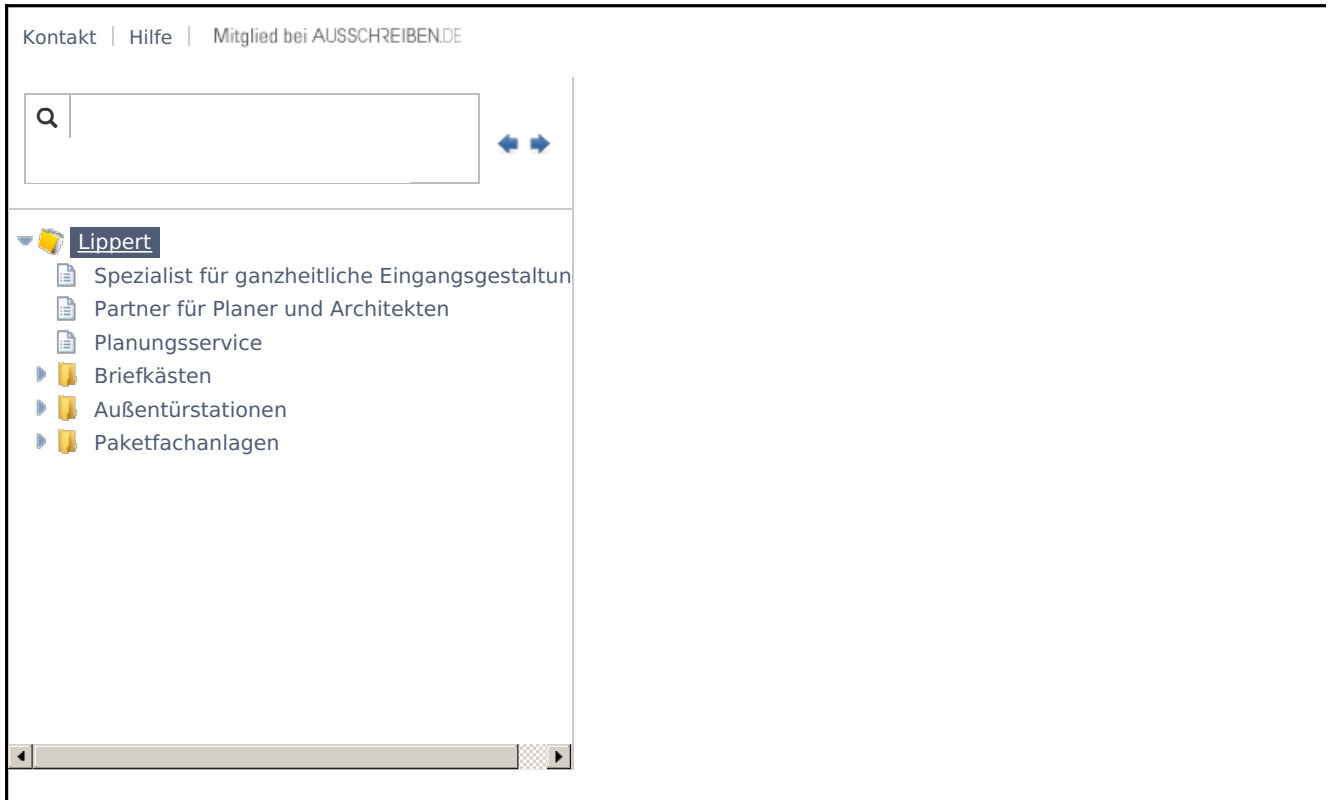 Kontakt Hilfe Mitglied bei AUSSCHREIBEN.DE
Lippert
Spezialist für ganzheitliche Eingangsgestaltun
Partner für Planer und Architekten
Planungsservice
Briefkästen
Außentürstationen
Paketfachanlagen